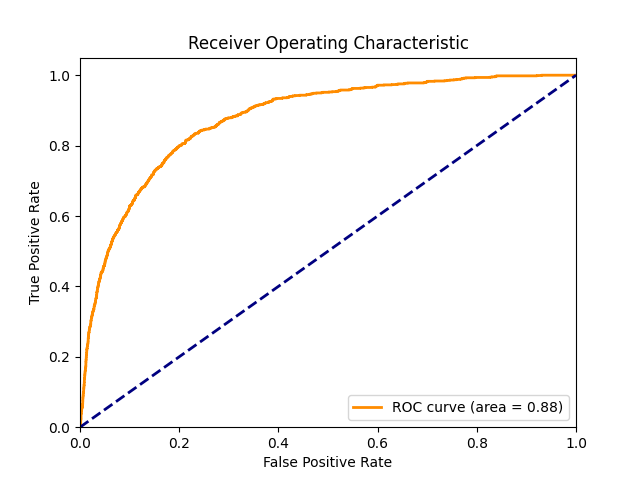 Receiver Operating Characteristic
1.0
0.8
0.6
0.4
0.2
0.0
True Positive Rate
ROC curve (area = 0.88)
0.0 0.2 0.4 0.6 0.8 1.0
False Positive Rate